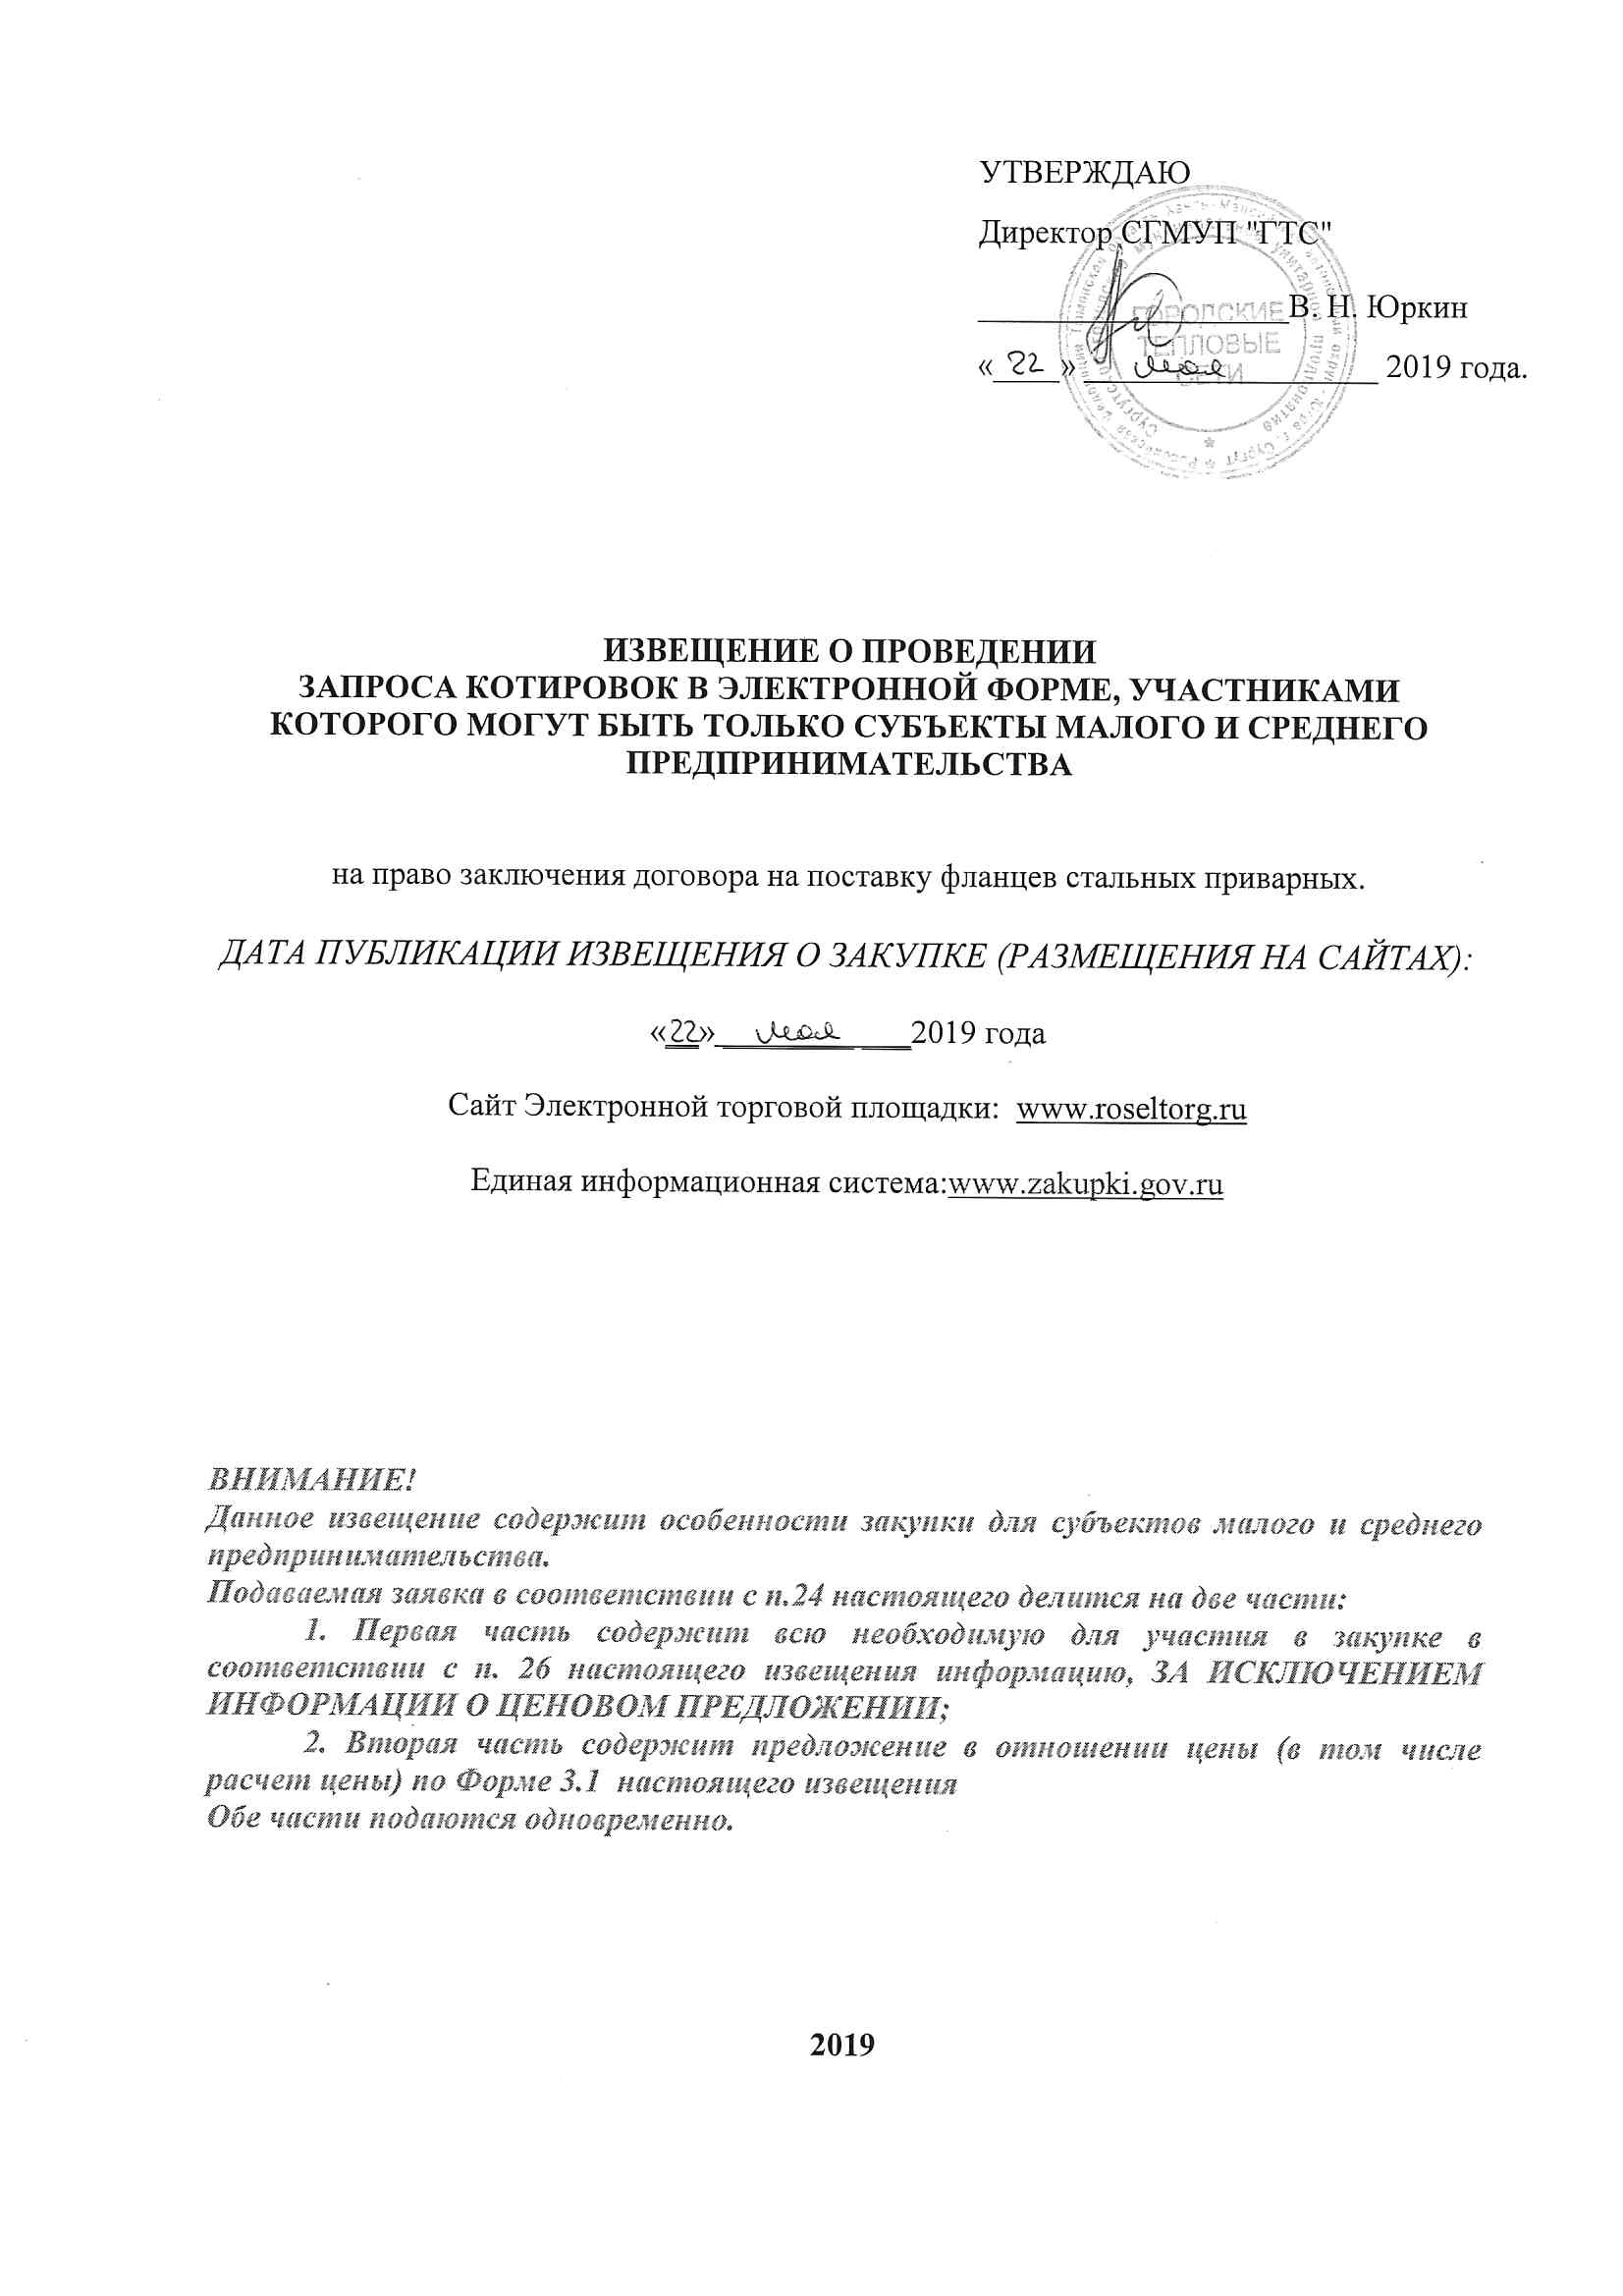 УТВЕРЖДАЮ
Директор СГМУП "ГТС"
В. Н. Юркин
«22» мая 2019 года.
ГОРОДСКИЕ
ТЕПЛОВЫЕ
СЕТИ
ИЗВЕЩЕНИЕ О ПРОВЕДЕНИИ
ЗАПРОСА КОТИРОВОК В ЭЛЕКТРОННОЙ ФОРМЕ, УЧАСТНИКАМИ
КОТОРОГО МОГУТ БЫТЬ ТОЛЬКО СУБЪЕКТЫ МАЛОГО И СРЕДНЕГО
ПРЕДПРИНИМАТЕЛЬСТВА
на право заключения договора на поставку фланцев стальных приварных.
ДАТА ПУБЛИКАЦИИ ИЗВЕЩЕНИЯ О ЗАКУПКЕ (РАЗМЕЩЕНИЯ НА САЙТАХ):
«22» мая 2019 года
Сайт Электронной торговой площадки: www.roseltorg.ru
Единая информационная система:www.zakupki.gov.ru
ВНИМАНИЕ!
Данное извещение содержит особенности закупки для субъектов малого и среднего
предпринимательства.
Подаваемая заявка в соответствии с п.24 настоящего делится на две части:
1. Первая часть содержит всю необходимую для участия в закупке в
соответствии с п. 26 настоящего извещения информацию, ЗА ИСКЛЮЧЕНИЕМ
ИНФОРМАЦИИ О ЦЕНОВОМ ПРЕДЛОЖЕНИИ;
2. Вторая часть содержит предложение в отношении цены (в том числе
расчет цены) по Форме 3.1 настоящего извещения
Обе части подаются одновременно.
2019